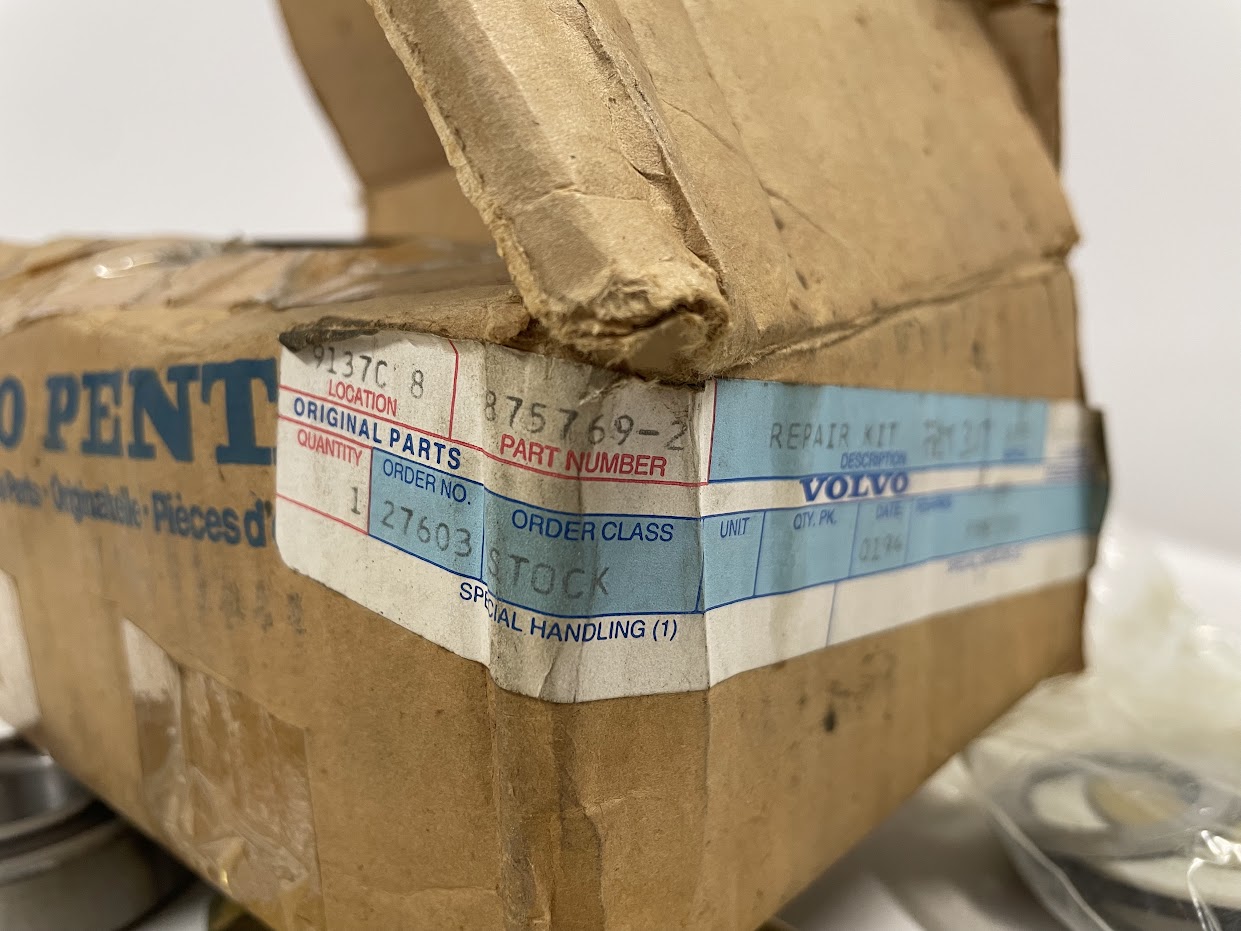 O PENT
Originalteile · Pièces d'
9137C 8
LOCATION
ORIGINAL PARTS
875769-2
PART NUMBER
QUANTITY
1
ORDER NO.
27603
ORDER CLASS
STOCK
SPECIAL HANDLING (1)
REPAIR KIT
DESCRIPTION
VOLVO
UNIT
QTY. PK.
DATE
0194